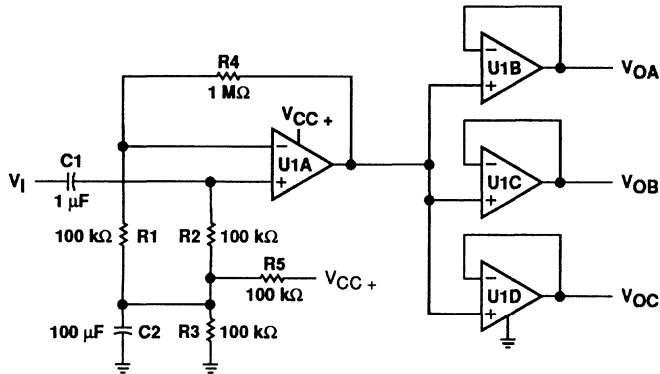 R4
1 MΩ
VCC +
U1A
−
+
C1
VI
1 µF
100 kΩ R1
R2 100 kΩ
R5
100 kΩ
VCC +
100 µF C2
R3 100 kΩ
−
U1B
+
VOA
−
U1C
+
VOB
−
U1D
+
VOC